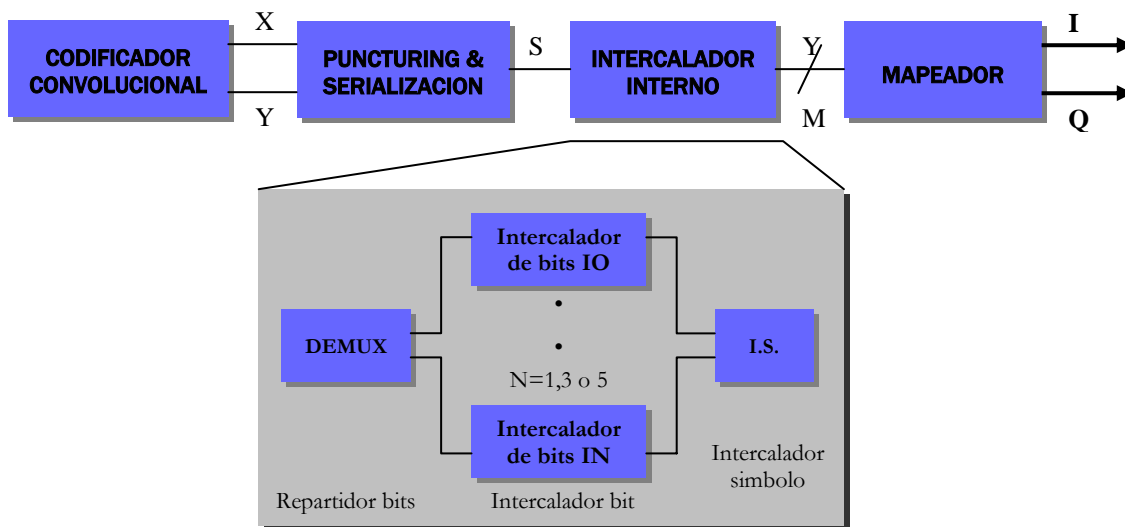 X
Y
CODIFICADOR
CONVOLUCIONAL
PUNCTURING &
SERIALIZACION
S
INTERCALADOR
INTERNO
Y
M
MAPEADOR
I
Q
Intercalador
de bits IO
DEMUX
I.S.
N=1,3 o 5
Intercalador
de bits IN
Intercalador
simbolo
Repartidor bits
Intercalador bit